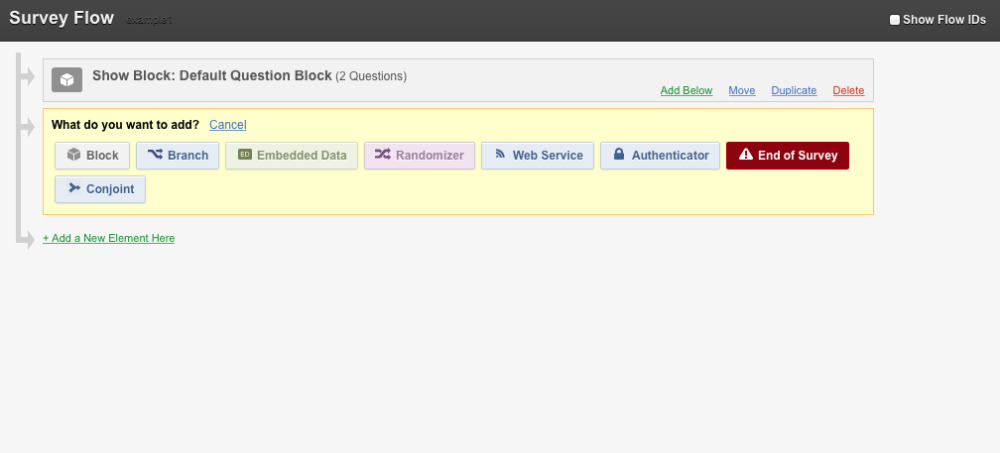 Survey Flow example1 Show Flow IDs
Show Block: Default Question Block (2 Questions)
Add Below Move Duplicate Delete
What do you want to add? Cancel
Block Branch ED Embedded Data Randomizer Web Service Authenticator End of Survey
Conjoint
+ Add a New Element Here